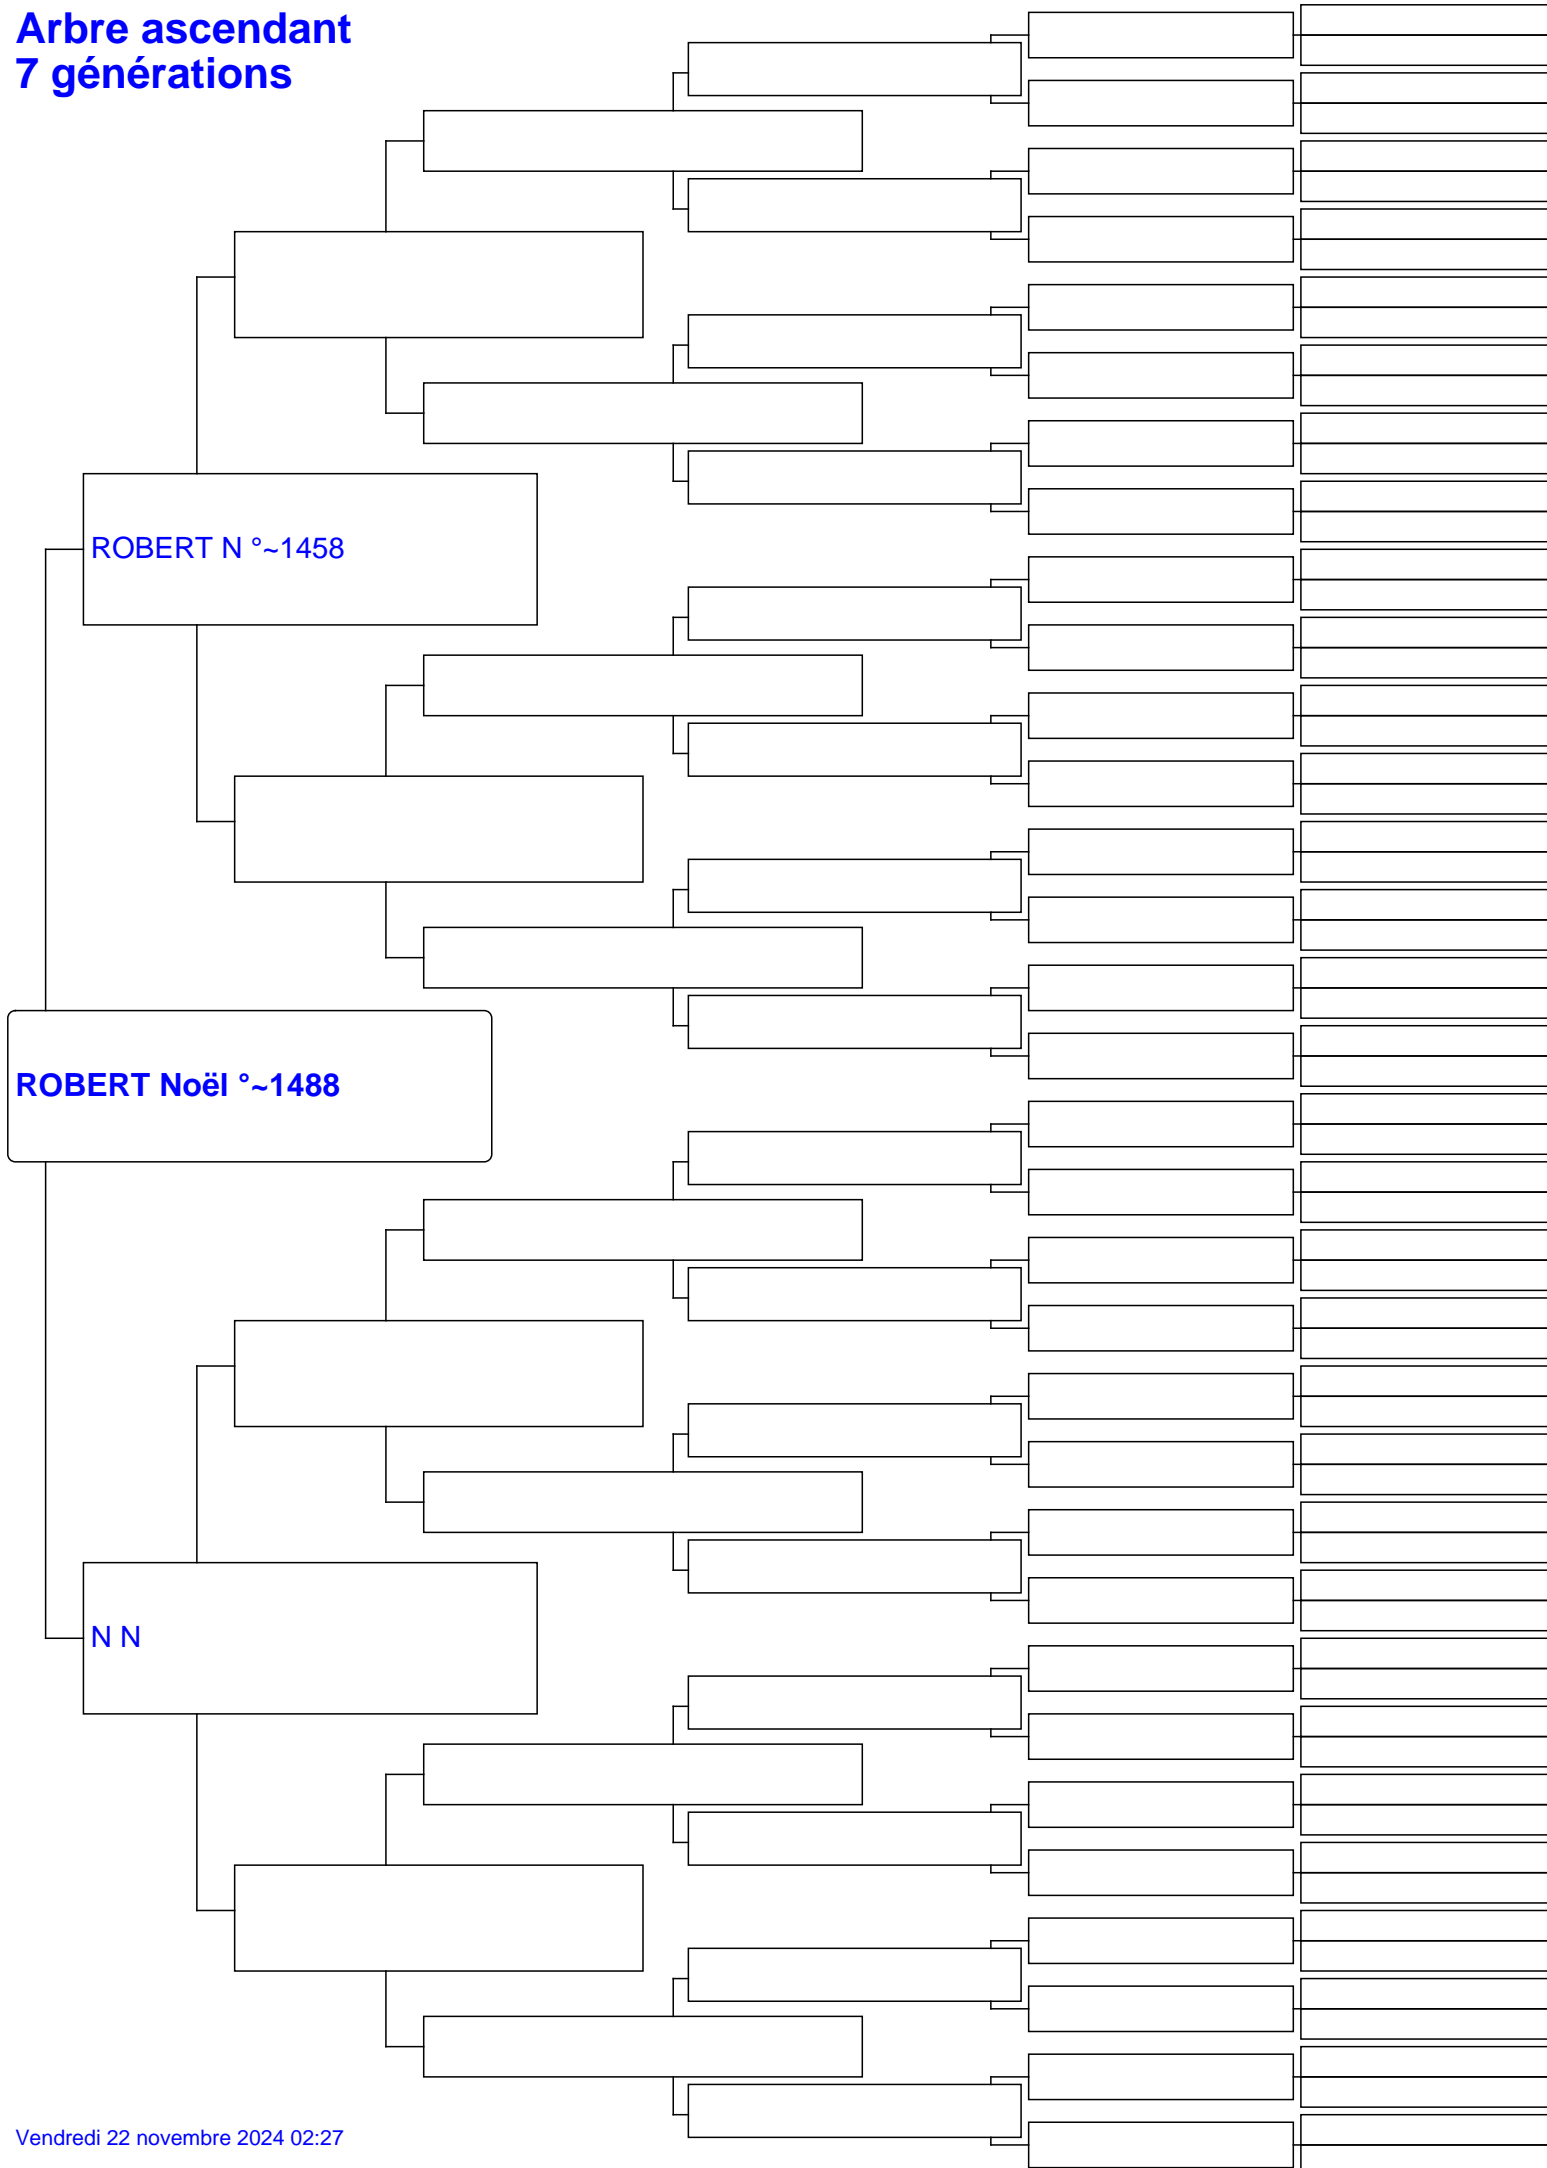 Arbre ascendant
7 générations
ROBERT N °~1458
ROBERT Noël °~1488
N N
Vendredi 22 novembre 2024 02:27